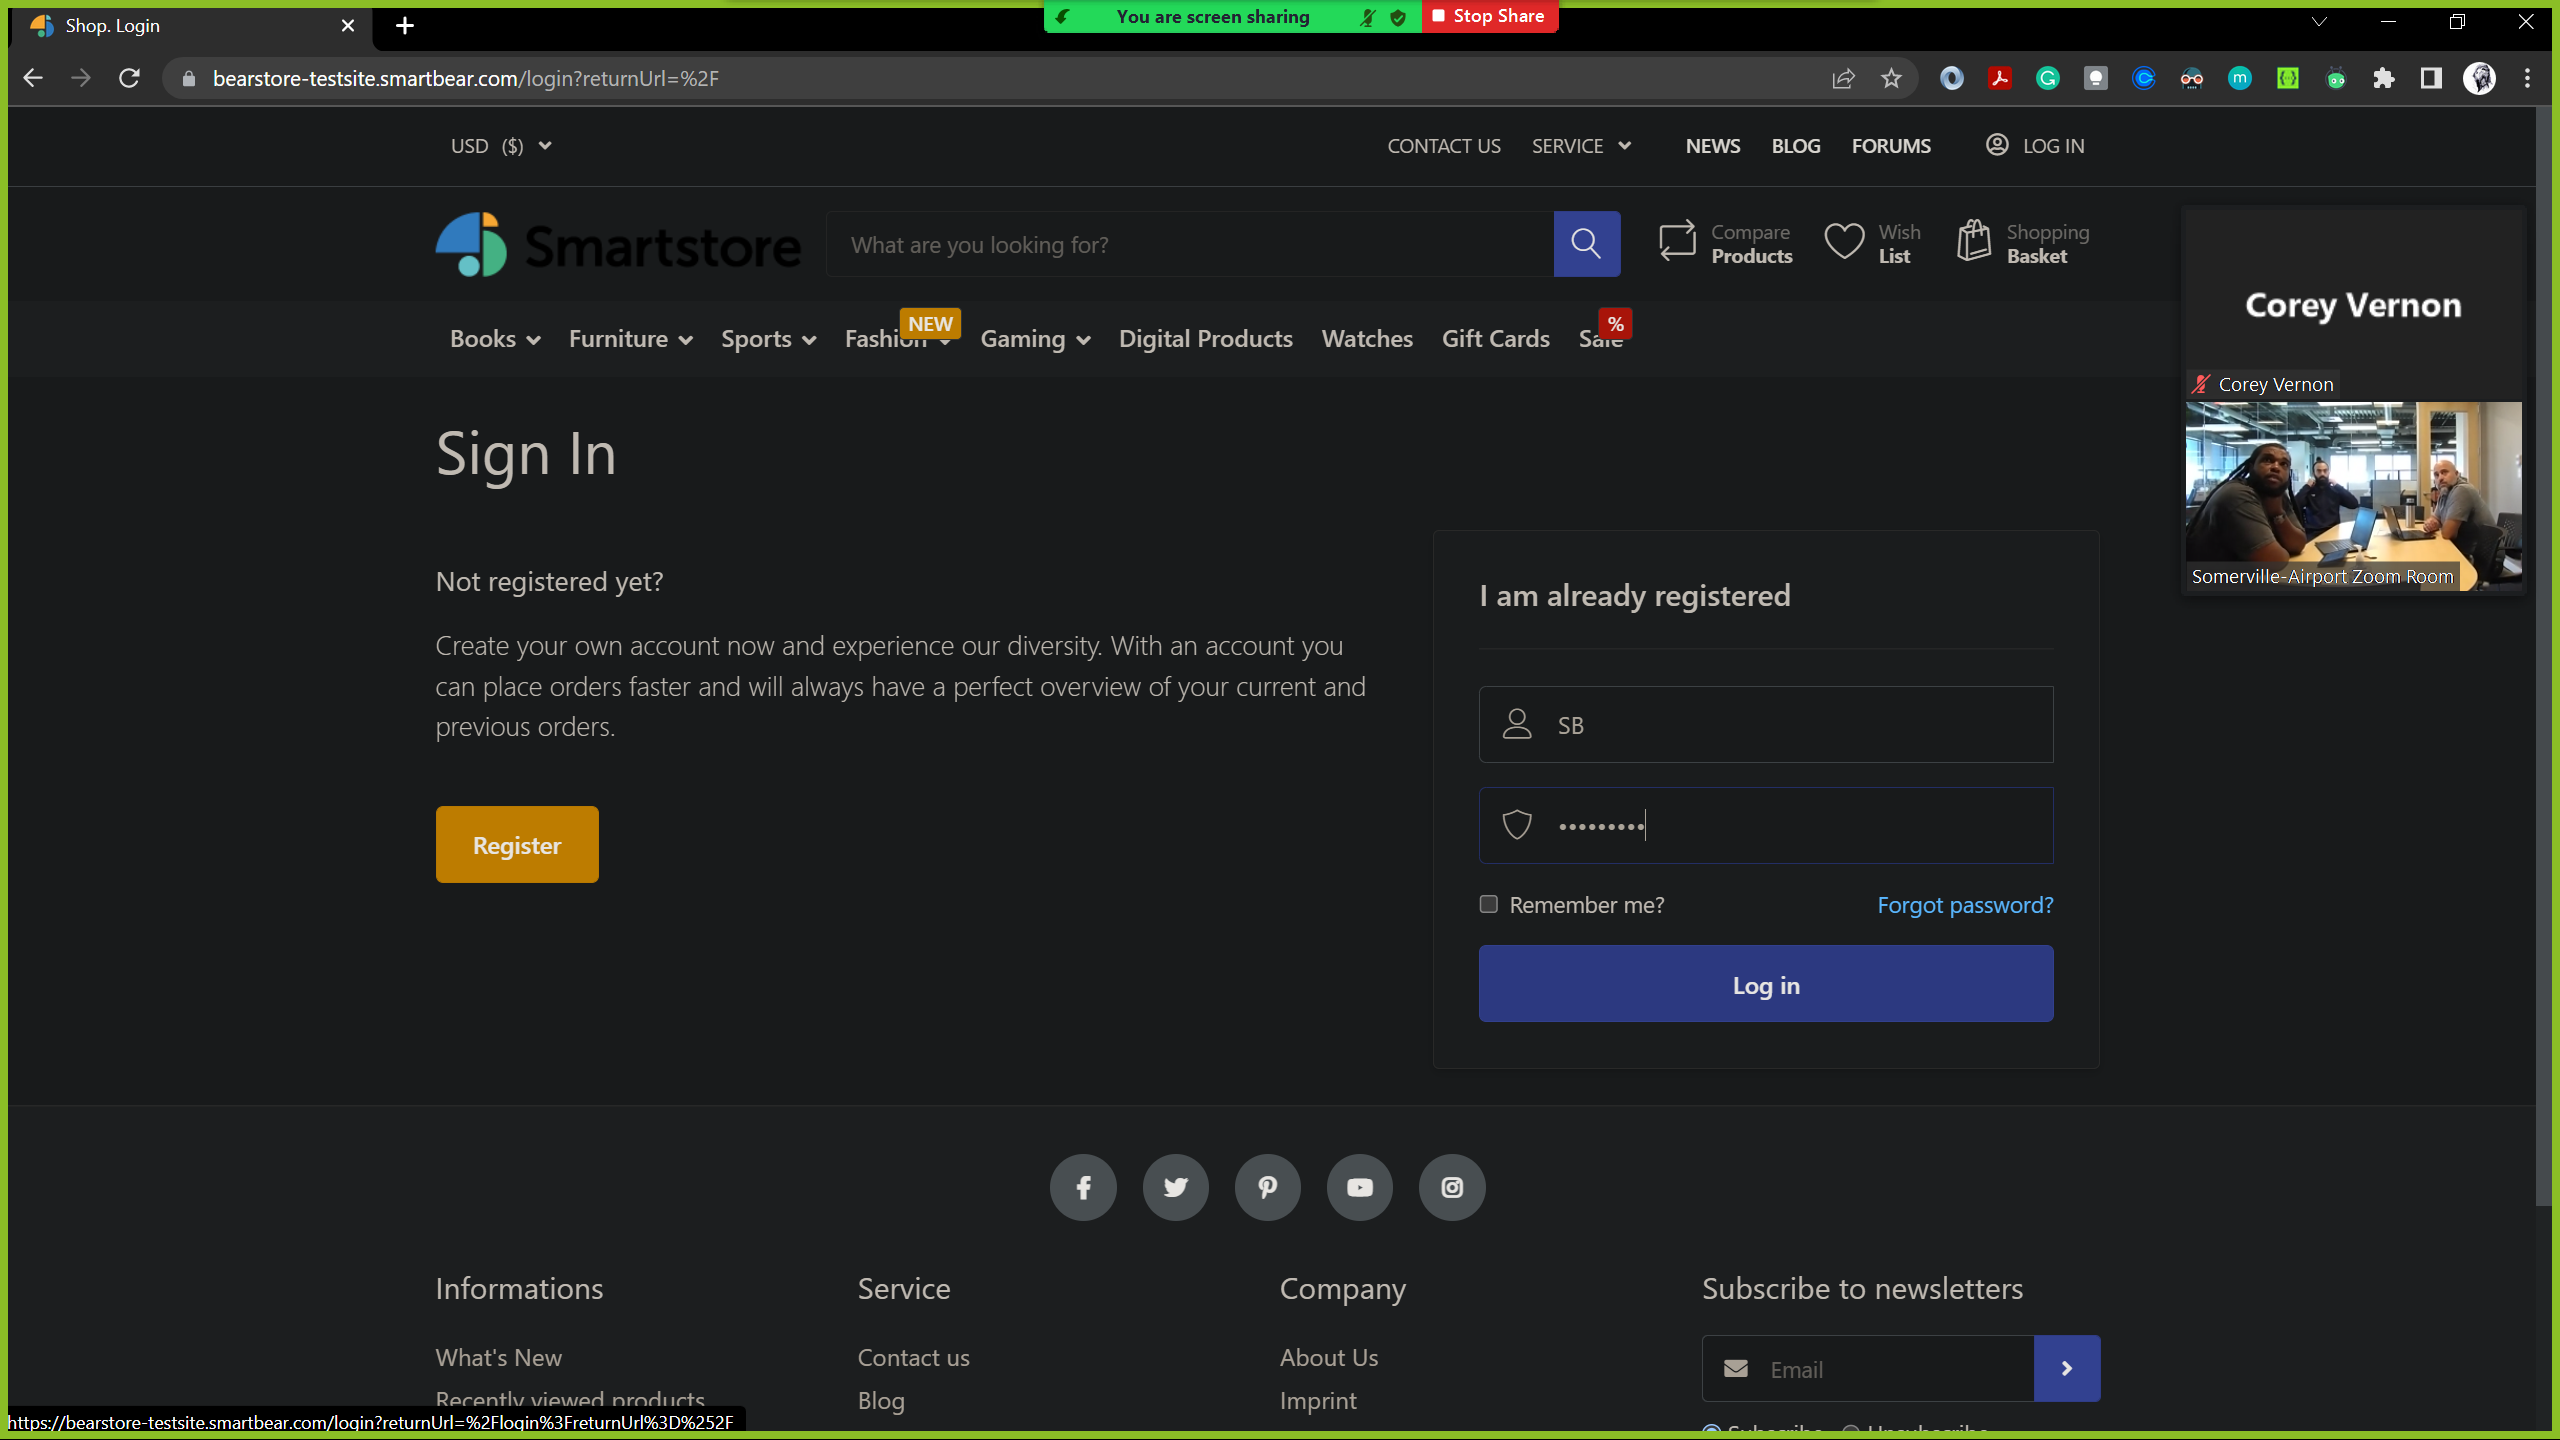 Shop. Login
You are screen sharing
Stop Share
bearstore-testsite.smartbear.com/login?returnUrl=%2F
USD ($)
CONTACT US
SERVICE
NEWS
BLOG
FORUMS
LOG IN
Smartstore
What are you looking for?
Compare
Products
Wish
List
Shopping
Basket
Books
Furniture
Sports
Fashion
NEW
Gaming
Digital Products
Watches
Gift Cards
Sale
%
Corey Vernon
Corey Vernon
Somerville-Airport Zoom Room
Sign In
Not registered yet?
Create your own account now and experience our diversity. With an account you
can place orders faster and will always have a perfect overview of your current and
previous orders.
Register
I am already registered
SB
•••••••••
Remember me?
Forgot password?
Log in
Informations
Service
Company
Subscribe to newsletters
What's New
Contact us
About Us
Email
Recently viewed products
Blog
Imprint
Subscribe
Unsubscribe
https://bearstore-testsite.smartbear.com/login?returnUrl=%2Flogin%3FreturnUrl%3D%252F